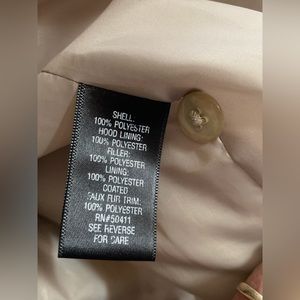 SHELL:
100% POLYESTER
HOOD LINING:
100% POLYESTER
FILLER:
100% POLYESTER
LINING:
100% POLYESTER
COATED
FAUX FUR TRIM:
100% POLYESTER
RN#50411
SEE REVERSE
FOR CARE